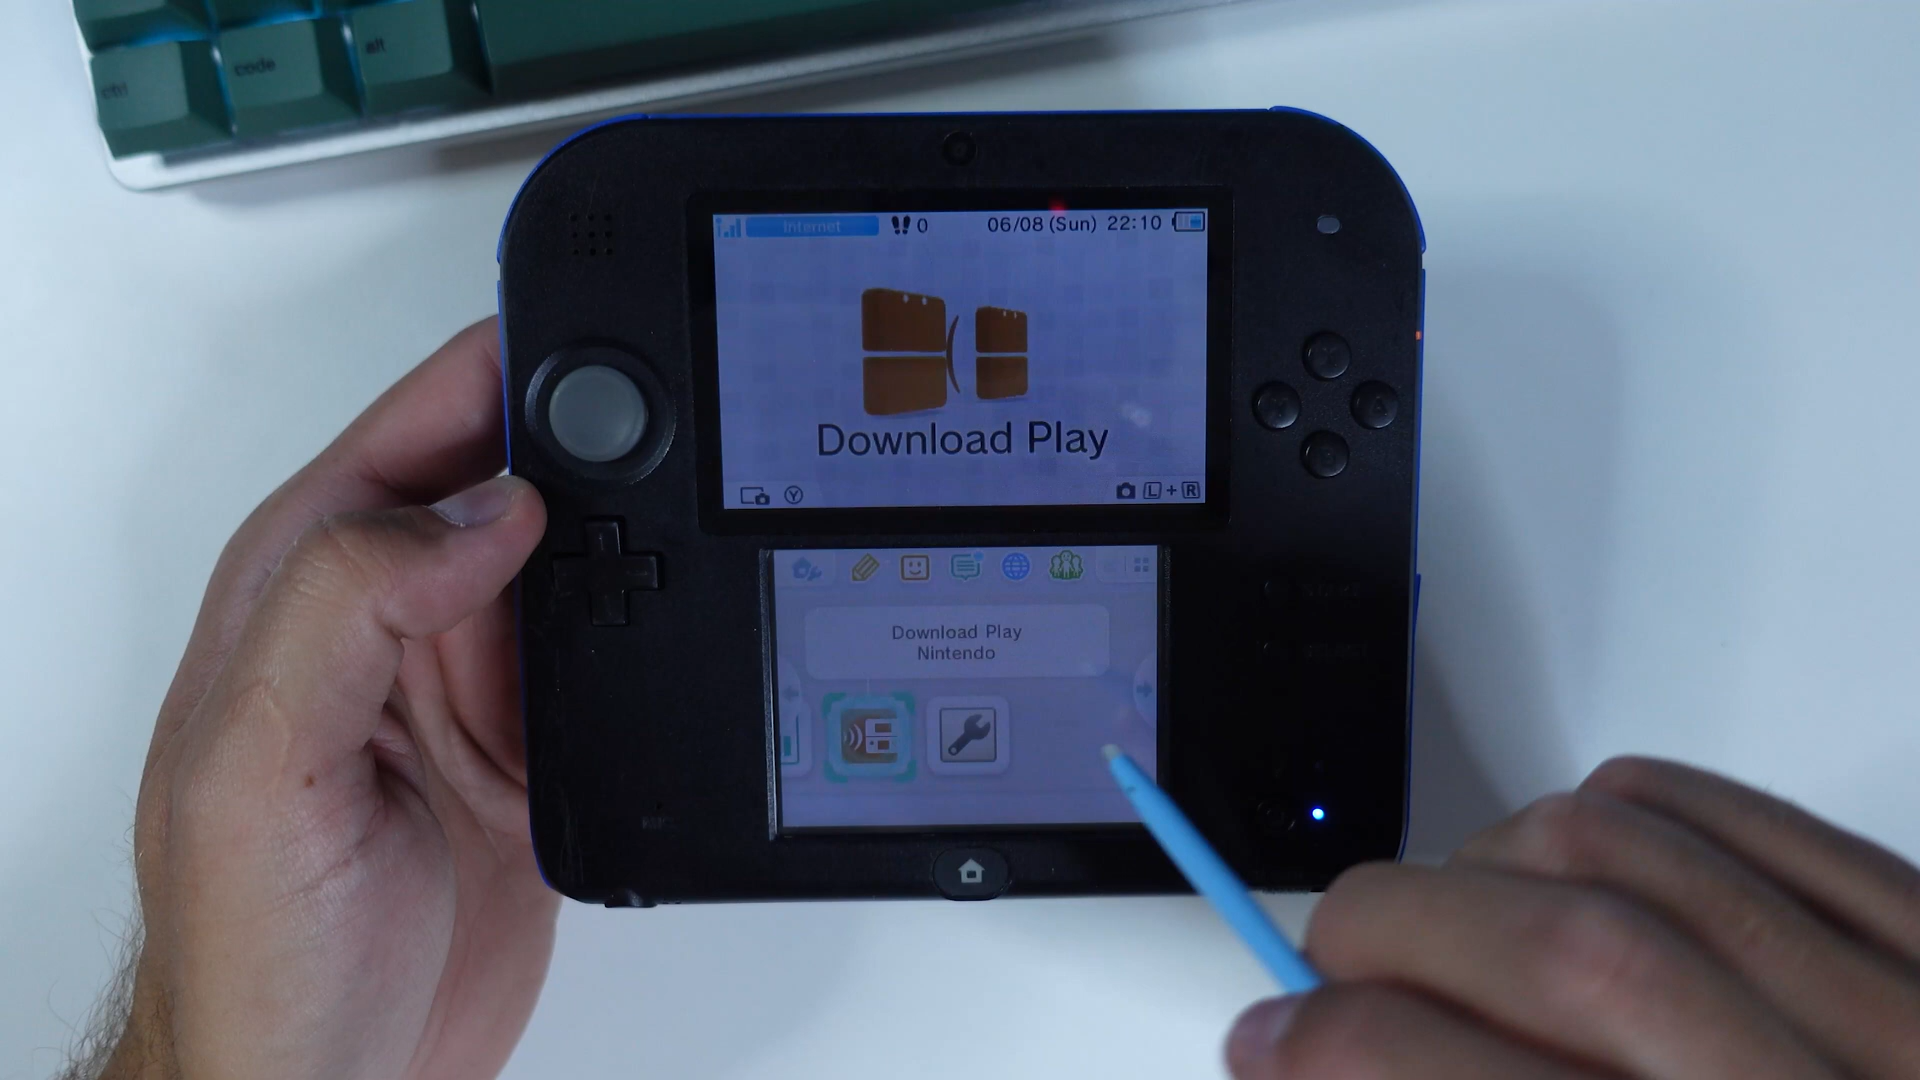 ctrl
code
alt
Internet
0
06/08 (Sun) 22:10
Download Play
Y
L + R
Download Play
Nintendo